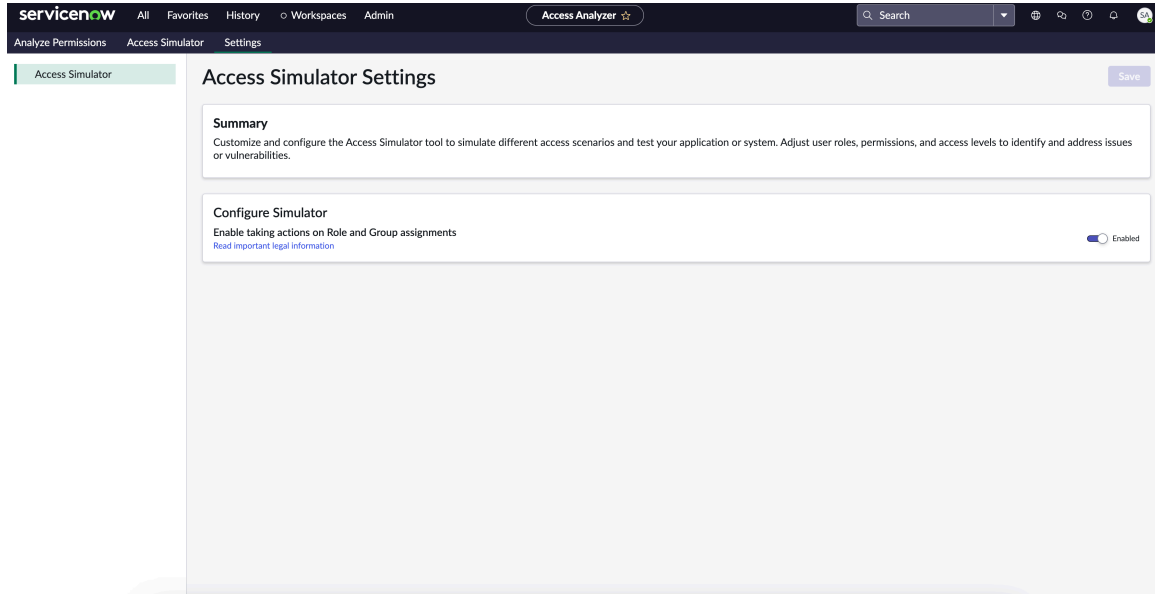 servicenow All Favorites History Workspaces Admin Access Analyzer Search SA
Analyze Permissions Access Simulator Settings
Access Simulator
Access Simulator Settings
Save
Summary
Customize and configure the Access Simulator tool to simulate different access scenarios and test your application or system. Adjust user roles, permissions, and access levels to identify and address issues
or vulnerabilities.
Configure Simulator
Enable taking actions on Role and Group assignments
Read important legal information
Enabled